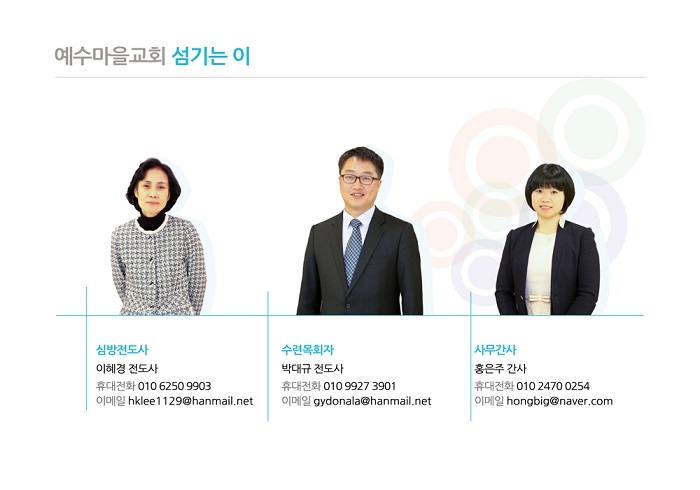 예수마을교회 섬기는 이
심방전도사
이혜경 전도사
휴대전화 010 6250 9903
이메일 hklee1129@hanmail.net
수련목회자
박대규 전도사
휴대전화 010 9927 3901
이메일 gydonala@hanmail.net
사무간사
홍은주 간사
휴대전화 010 2470 0254
이메일 hongbig@naver.com